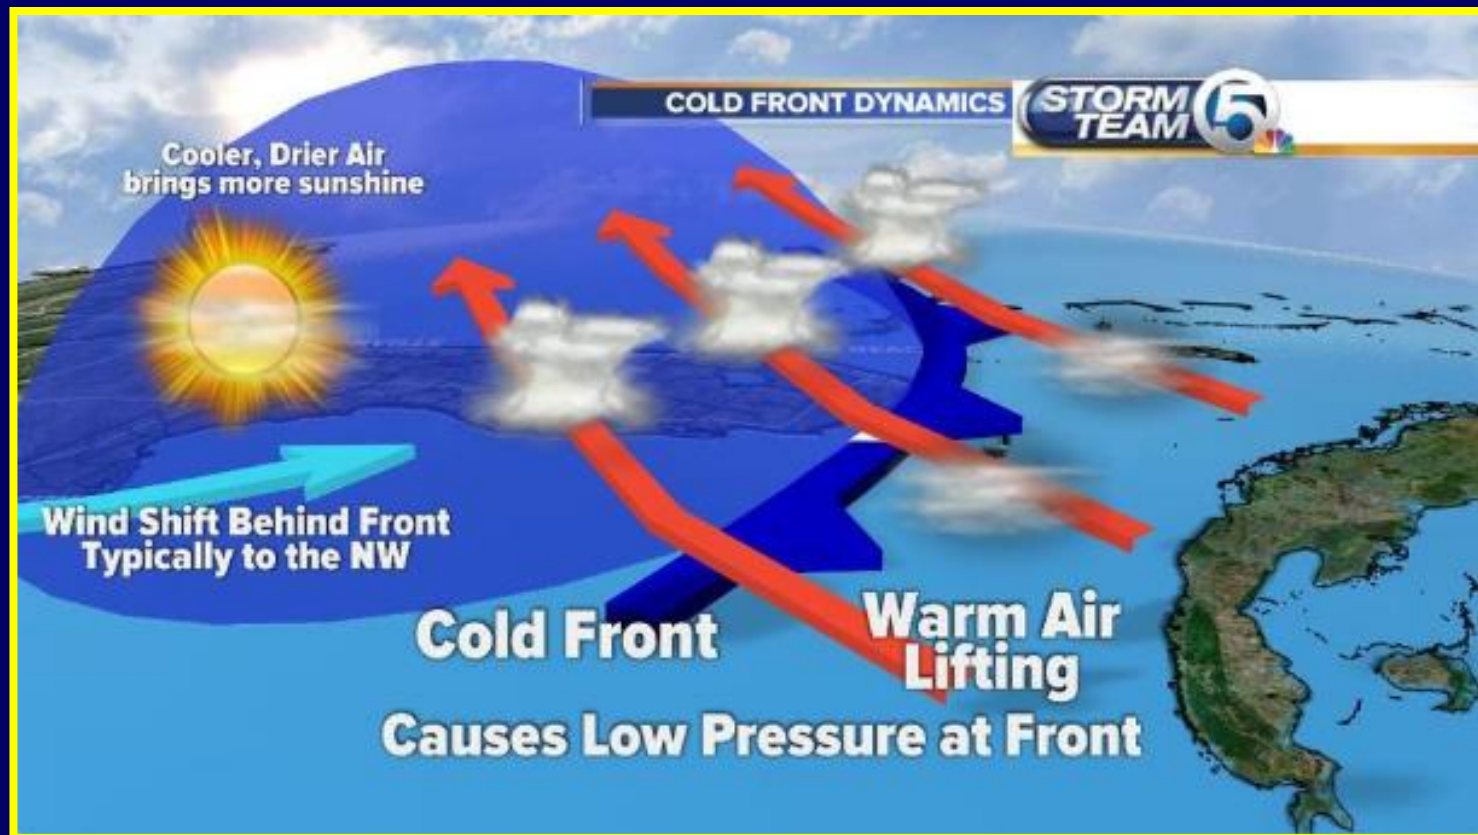 COLD FRONT DYNAMICS
STORM
TEAM 5
Cooler, Drier Air
brings more sunshine
Wind Shift Behind Front
Typically to the NW
Cold Front
Warm Air
Lifting
Causes Low Pressure at Front